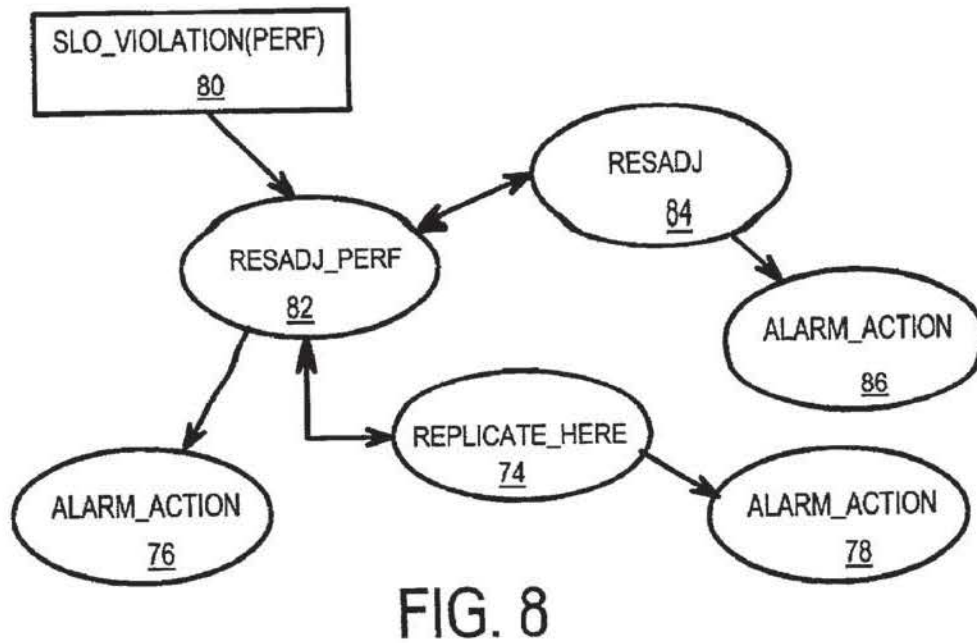 SLO_VIOLATION(PERF)
80
RESADJ
84
RESADJ_PERF
82
ALARM_ACTION
86
REPLICATE_HERE
74
ALARM_ACTION
76
ALARM_ACTION
78
FIG. 8